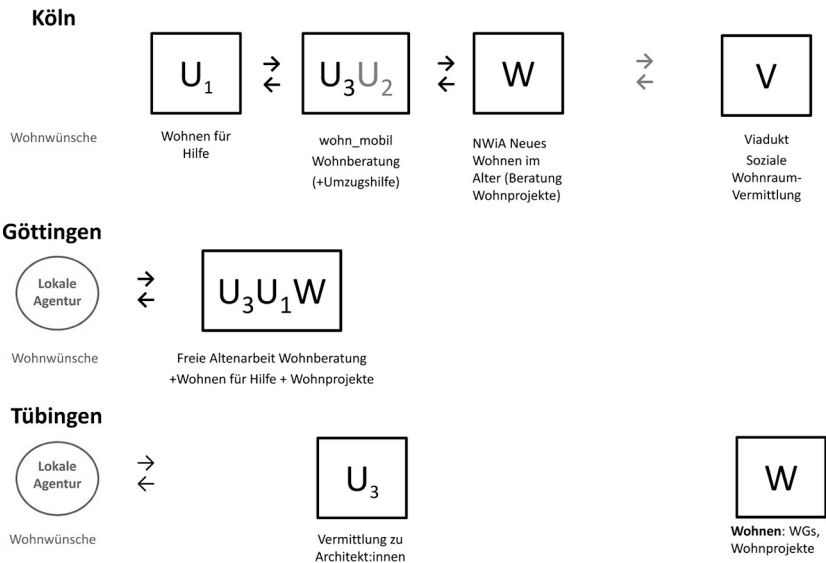 Köln
U1
U3U2
W
V
Wohnwünsche
Wohnen für
Hilfe
wohn_mobil
Wohnberatung
(+Umzugshilfe)
NWiA Neues
Wohnen im
Alter (Beratung
Wohnprojekte)
Viadukt
Soziale
Wohnraum-
Vermittlung
Göttingen
Lokale
Agentur
U3U1W
Wohnwünsche
Freie Altenarbeit Wohnberatung
+Wohnen für Hilfe + Wohnprojekte
Tübingen
Lokale
Agentur
U3
W
Wohnwünsche
Vermittlung zu
Architekt:innen
Wohnen: WGs,
Wohnprojekte